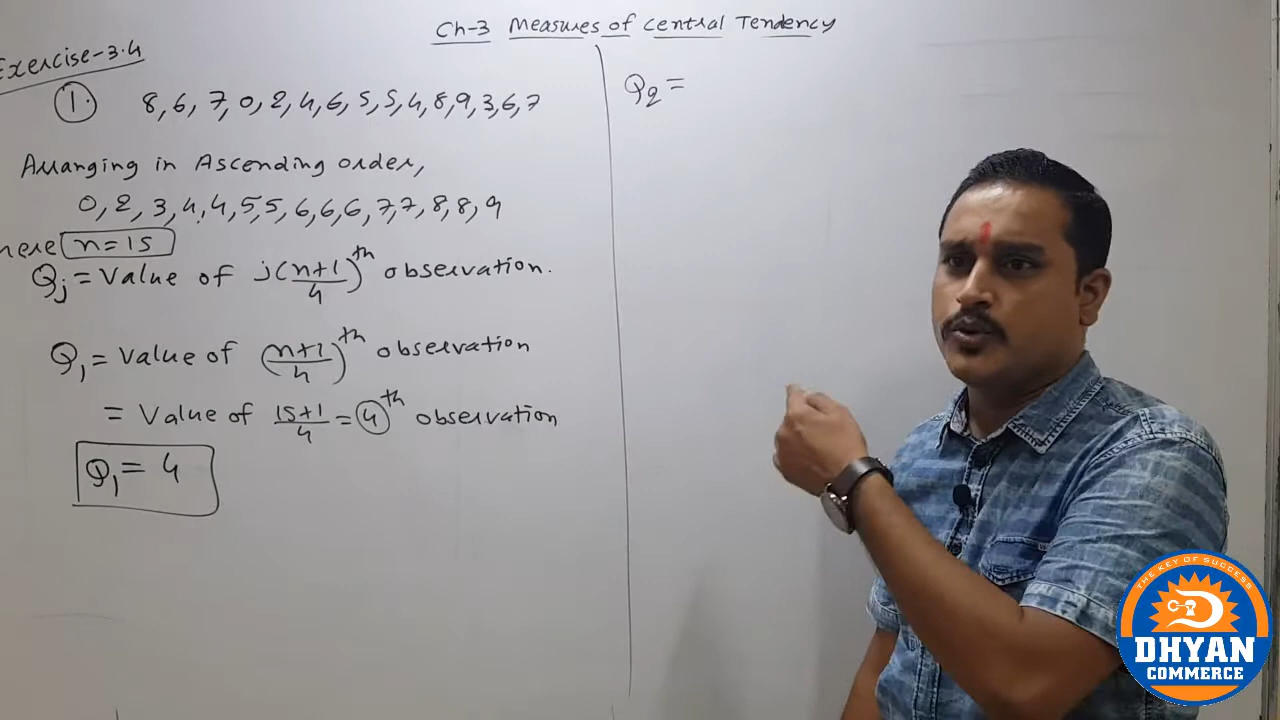 Ch-3 Measures of Central Tendency
Exercise-3.4
1. 8, 6, 7, 0, 2, 4, 6, 5, 5, 4, 8, 9, 3, 6, 7
Arranging in Ascending order,
0, 2, 3, 4, 4, 5, 5, 6, 6, 6, 7, 7, 8, 8, 9
here n=15
Qj = Value of j(n+1/4)th observation.
Q1 = Value of (n+1/4)th observation
= Value of 15+1/4 = 4th observation
Q1 = 4
Q2 =
THE KEY OF SUCCESS
DHYAN
COMMERCE